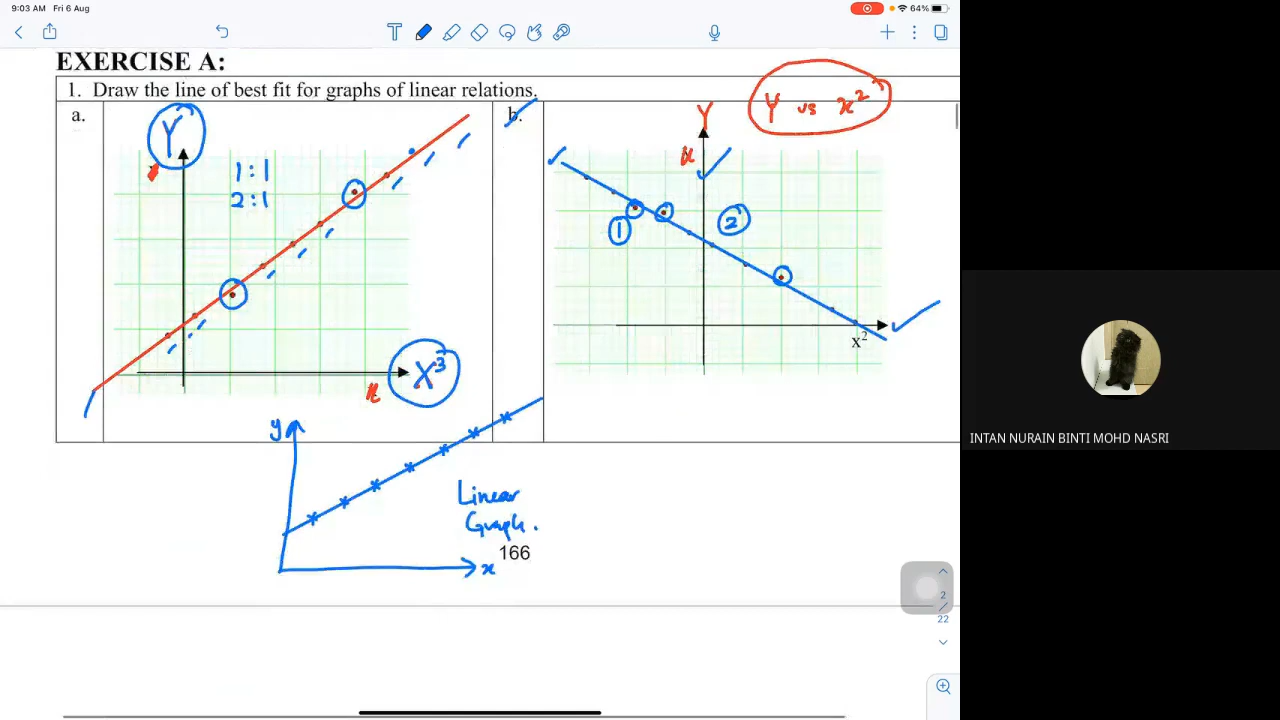 9:03 AM Fri 6 Aug
64%
EXERCISE A:
1. Draw the line of best fit for graphs of linear relations.
a.
Y
1 : 1
2 : 1
x
X³
b.
Y vs x²
Y
x
1
2
x²
y
Linear
Graph.
x
166
2
22
INTAN NURAIN BINTI MOHD NASRI